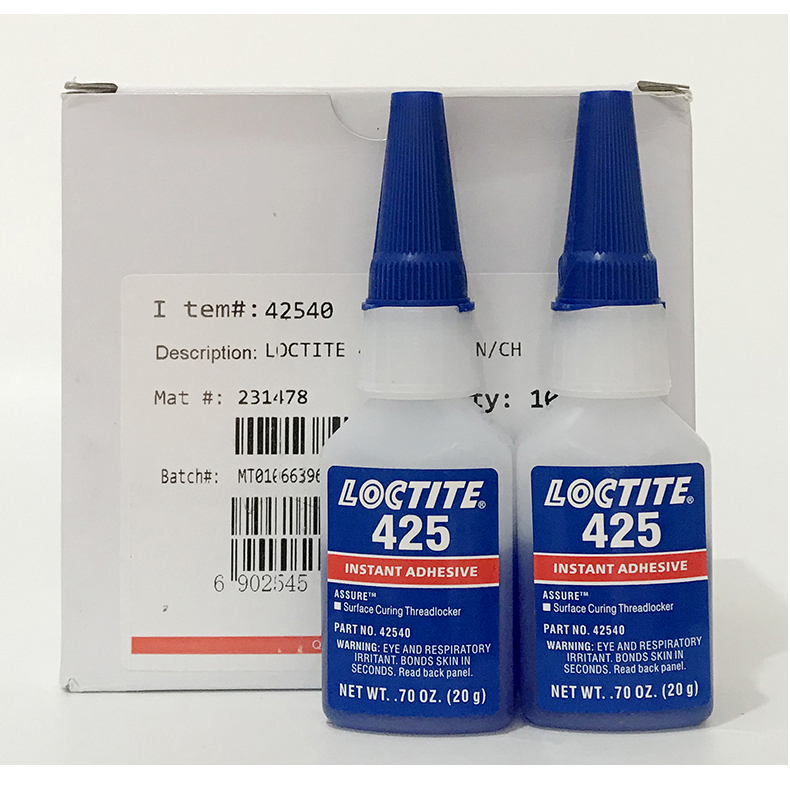 I tem#: 42540
Description: LOCTITE N/CH
Mat #: 231478
ty: 1
Batch#: MT0166396
6 902545
LOCTITE®
425
INSTANT ADHESIVE
ASSURE™
Surface Curing Threadlocker
PART NO. 42540
WARNING: EYE AND RESPIRATORY
IRRITANT. BONDS SKIN IN
SECONDS. Read back panel.
NET WT. .70 OZ. (20 g)
LOCTITE®
425
INSTANT ADHESIVE
ASSURE™
Surface Curing Threadlocker
PART NO. 42540
WARNING: EYE AND RESPIRATORY
IRRITANT. BONDS SKIN IN
SECONDS. Read back panel.
NET WT. .70 OZ. (20 g)